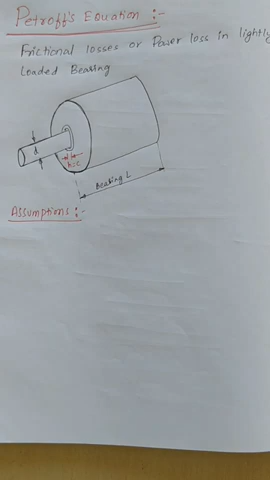 Petroff's Equation :-
Frictional losses or Power loss in lightly
Loaded Bearing
d
h=c
Bearing L
Assumptions :-